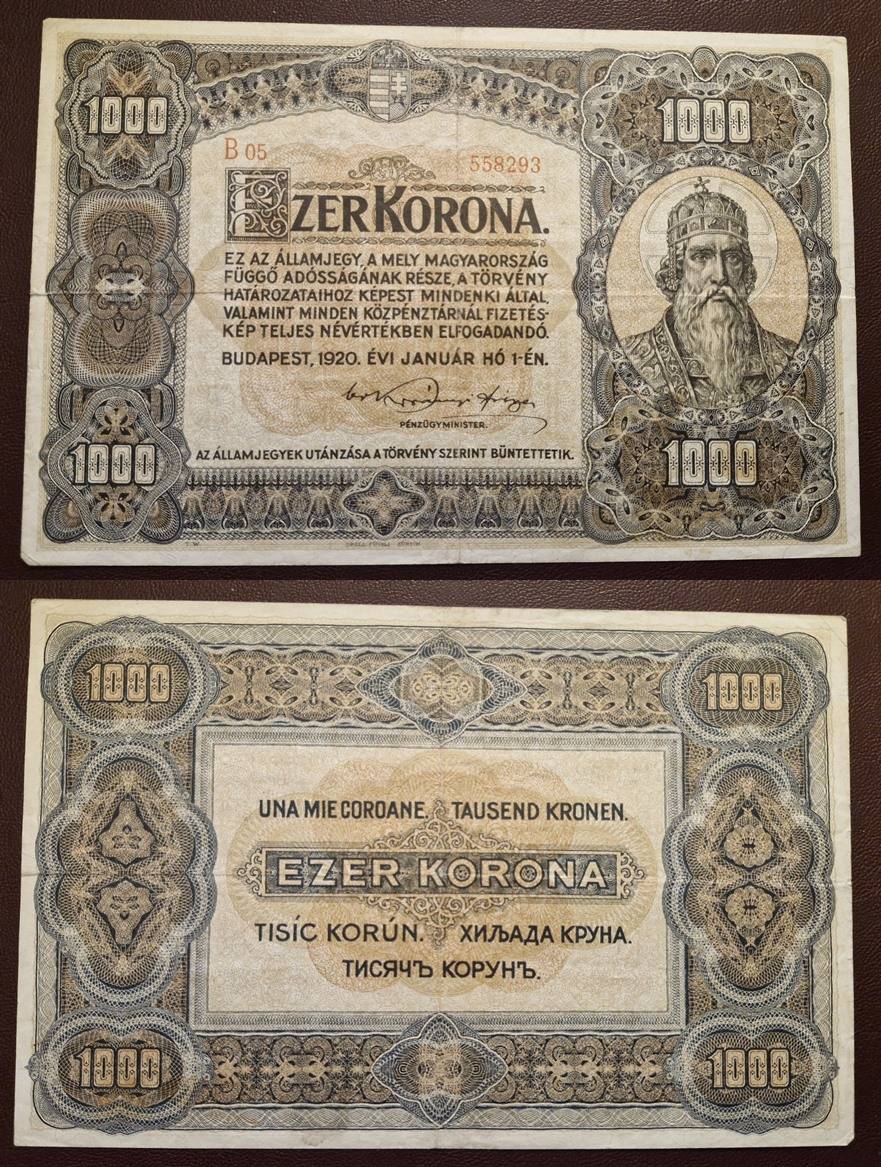 1000
1000
B 05
558293
EZER KORONA.
EZ AZ ÁLLAMJEGY, A MELY MAGYARORSZÁG
FÜGGŐ ADÓSSÁGÁNAK RÉSZE, A TÖRVÉNY
HATÁROZATAIHOZ KÉPEST MINDENKI ÁLTAL,
VALAMINT MINDEN KÖZPÉNZTÁRNÁL FIZETÉS-
KÉP TELJES NÉVÉRTÉKBEN ELFOGADANDÓ.
BUDAPEST, 1920. ÉVI JANUÁR HÓ 1-ÉN.
PÉNZÜGYMINISTER.
AZ ÁLLAMJEGYEK UTÁNZÁSA A TÖRVÉNY SZERINT BÜNTETTETIK.
1000
1000
ORELL FÜSSLI ZÜRICH
1000
1000
UNA MIE COROANE. TAUSEND KRONEN.
EZER KORONA
TISÍC KORÚN. ХИЉАДА КРУНА.
ТИСЯЧЪ КОРУНЪ.
1000
1000